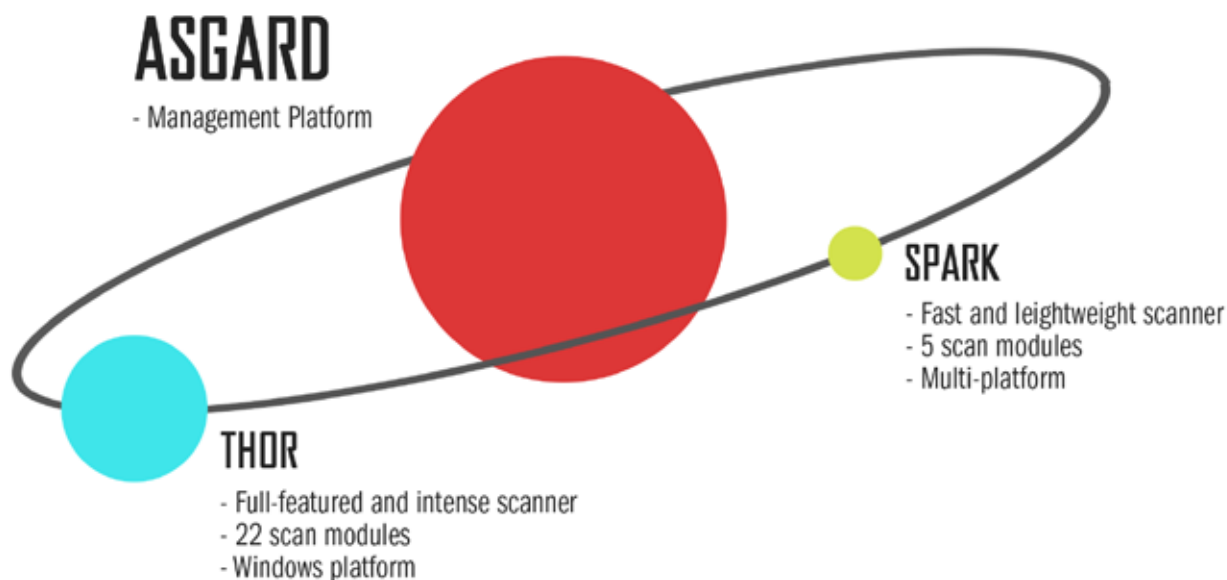 ASGARD
- Management Platform
SPARK
- Fast and leightweight scanner
- 5 scan modules
- Multi-platform
THOR
- Full-featured and intense scanner
- 22 scan modules
- Windows platform